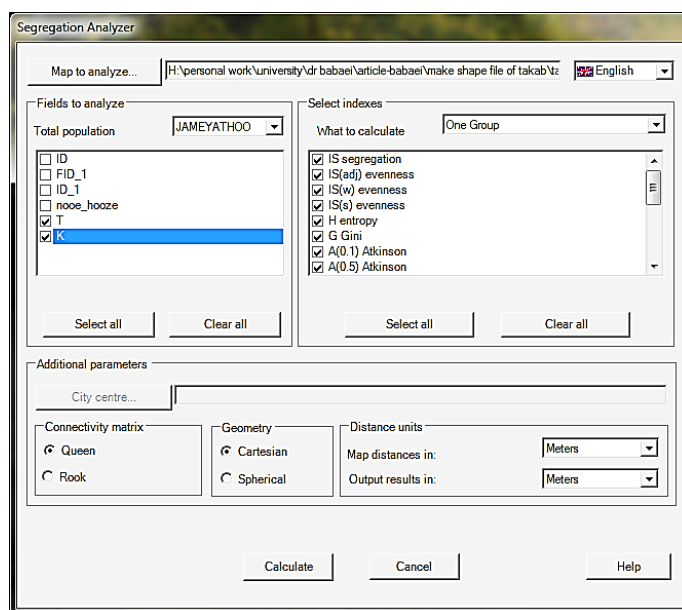 Segregation Analyzer
Map to analyze...
H:\personal work\university\dr babaei\article-babaei\make shape file of takab\ta
English
Fields to analyze
Total population
JAMEYATHOO
ID
FID_1
ID_1
nooe_hooze
T
K
Select all
Clear all
Select indexes
What to calculate
One Group
IS segregation
IS(adj) evenness
IS(w) evenness
IS(s) evenness
H entropy
G Gini
A(0.1) Atkinson
A(0.5) Atkinson
Select all
Clear all
Additional parameters
City centre...
Connectivity matrix
Queen
Rook
Geometry
Cartesian
Spherical
Distance units
Map distances in:
Meters
Output results in:
Meters
Calculate
Cancel
Help